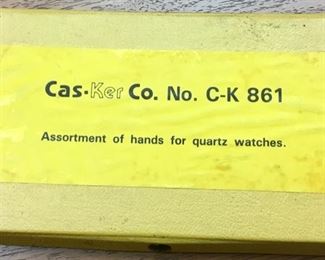 Cas·Ker Co. No. C-K 861
Assortment of hands for quartz watches.